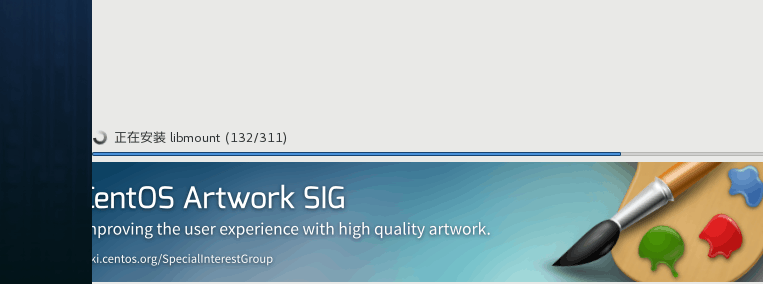 正在安装 libmount (132/311)
entOS Artwork SIG
mproving the user experience with high quality artwork.
ki.centos.org/SpecialInterestGroup